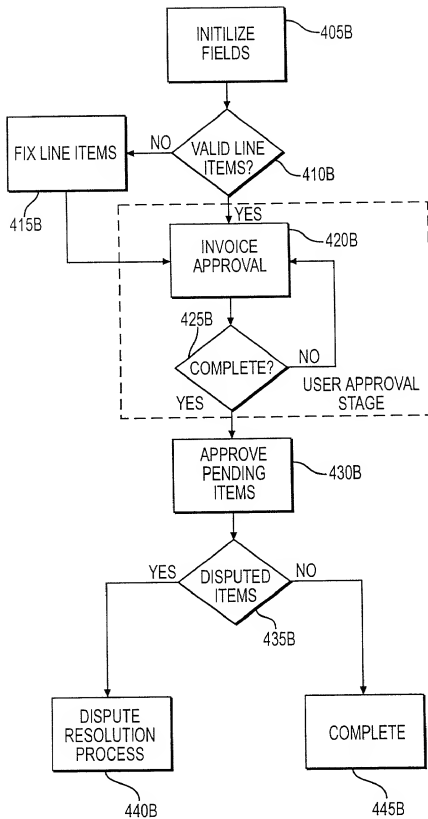 INITILIZE
FIELDS
405B
NO
VALID LINE
ITEMS?
410B
FIX LINE ITEMS
415B
YES
INVOICE
APPROVAL
420B
425B
COMPLETE?
NO
YES
USER APPROVAL
STAGE
APPROVE
PENDING
ITEMS
430B
YES
DISPUTED
ITEMS
NO
435B
DISPUTE
RESOLUTION
PROCESS
440B
COMPLETE
445B